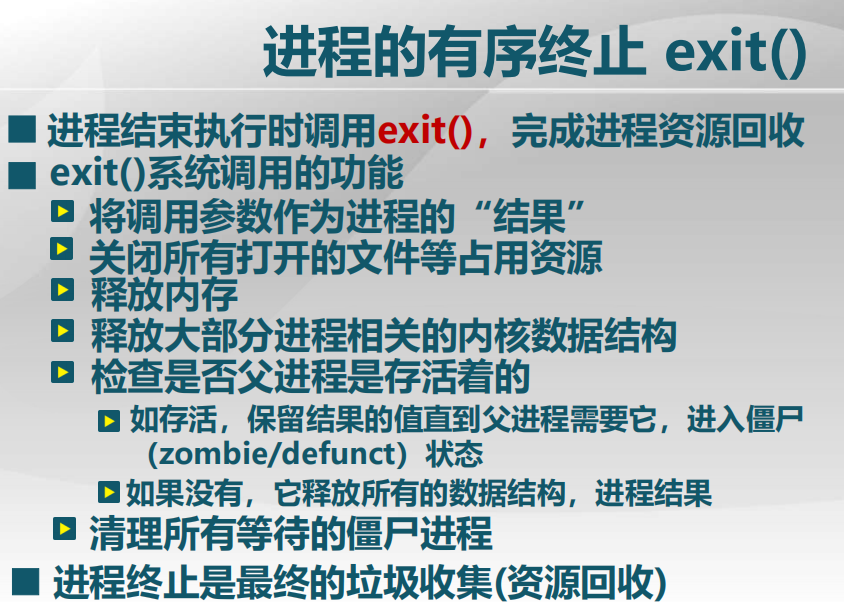 进程的有序终止 exit()
进程结束执行时调用exit()，完成进程资源回收
exit()系统调用的功能
将调用参数作为进程的“结果”
关闭所有打开的文件等占用资源
释放内存
释放大部分进程相关的内核数据结构
检查是否父进程是存活着的
如存活，保留结果的值直到父进程需要它，进入僵尸
（zombie/defunct）状态
如果没有，它释放所有的数据结构，进程结果
清理所有等待的僵尸进程
进程终止是最终的垃圾收集(资源回收)